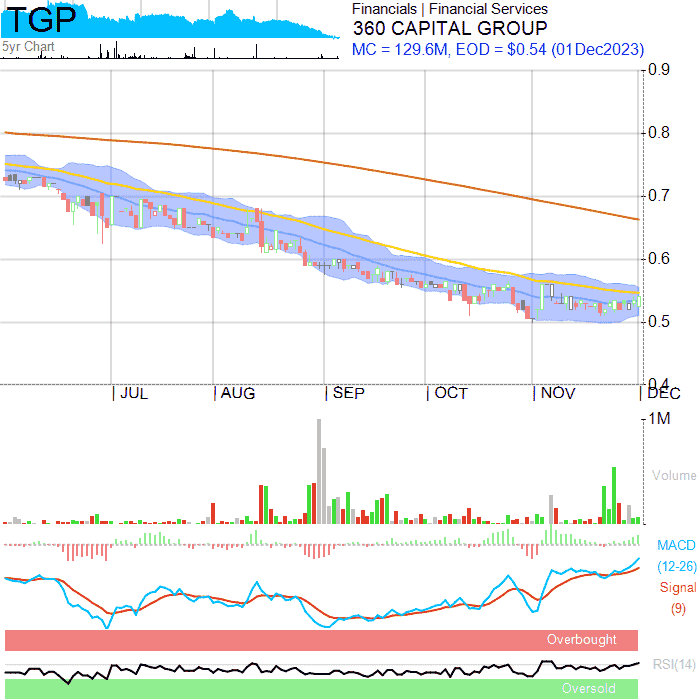 TGP
5yr Chart
Financials | Financial Services
360 CAPITAL GROUP
MC = 129.6M, EOD = $0.54 (01Dec2023)
0.9
0.8
0.7
0.6
0.5
0.4
JUL AUG SEP OCT NOV DEC
1M
Volume
MACD
(12-26)
Signal
(9)
Overbought
RSI(14)
Oversold